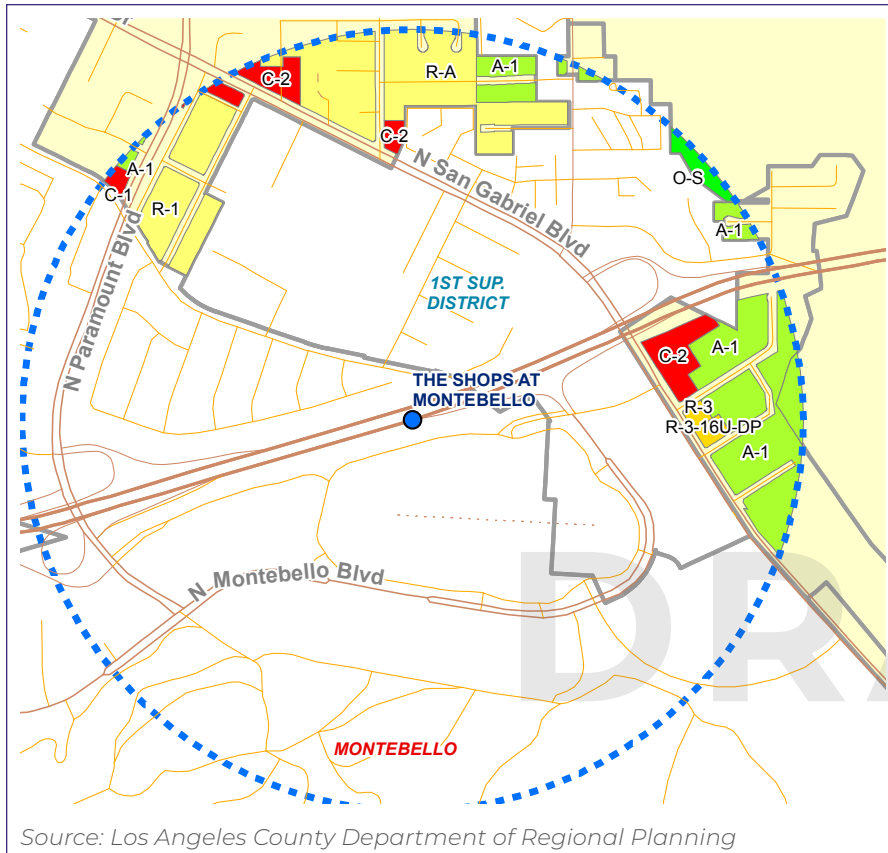 C-2
R-A
A-1
C-2
N San Gabriel Blvd
O-S
A-1
C-1
R-1
A-1
N Paramount Blvd
1ST SUP.
DISTRICT
C-2
A-1
THE SHOPS AT
MONTEBELLO
R-3
R-3-16U-DP
A-1
N Montebello Blvd
DRA
MONTEBELLO
Source: Los Angeles County Department of Regional Planning